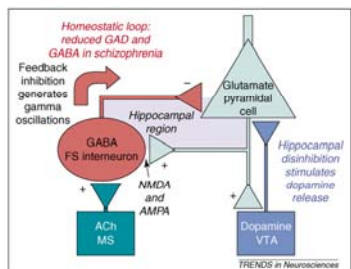 Homeostatic loop:
reduced GAD and
GABA in schizophrenia
Feedback
inhibition
generates
gamma
oscillations
−
Glutamate
pyramidal
cell
Hippocampal
region
GABA
FS interneuron
+
NMDA
and
AMPA
+
+
Hippocampal
disinhibition
stimulates
dopamine
release
ACh
MS
Dopamine
VTA
TRENDS in Neurosciences